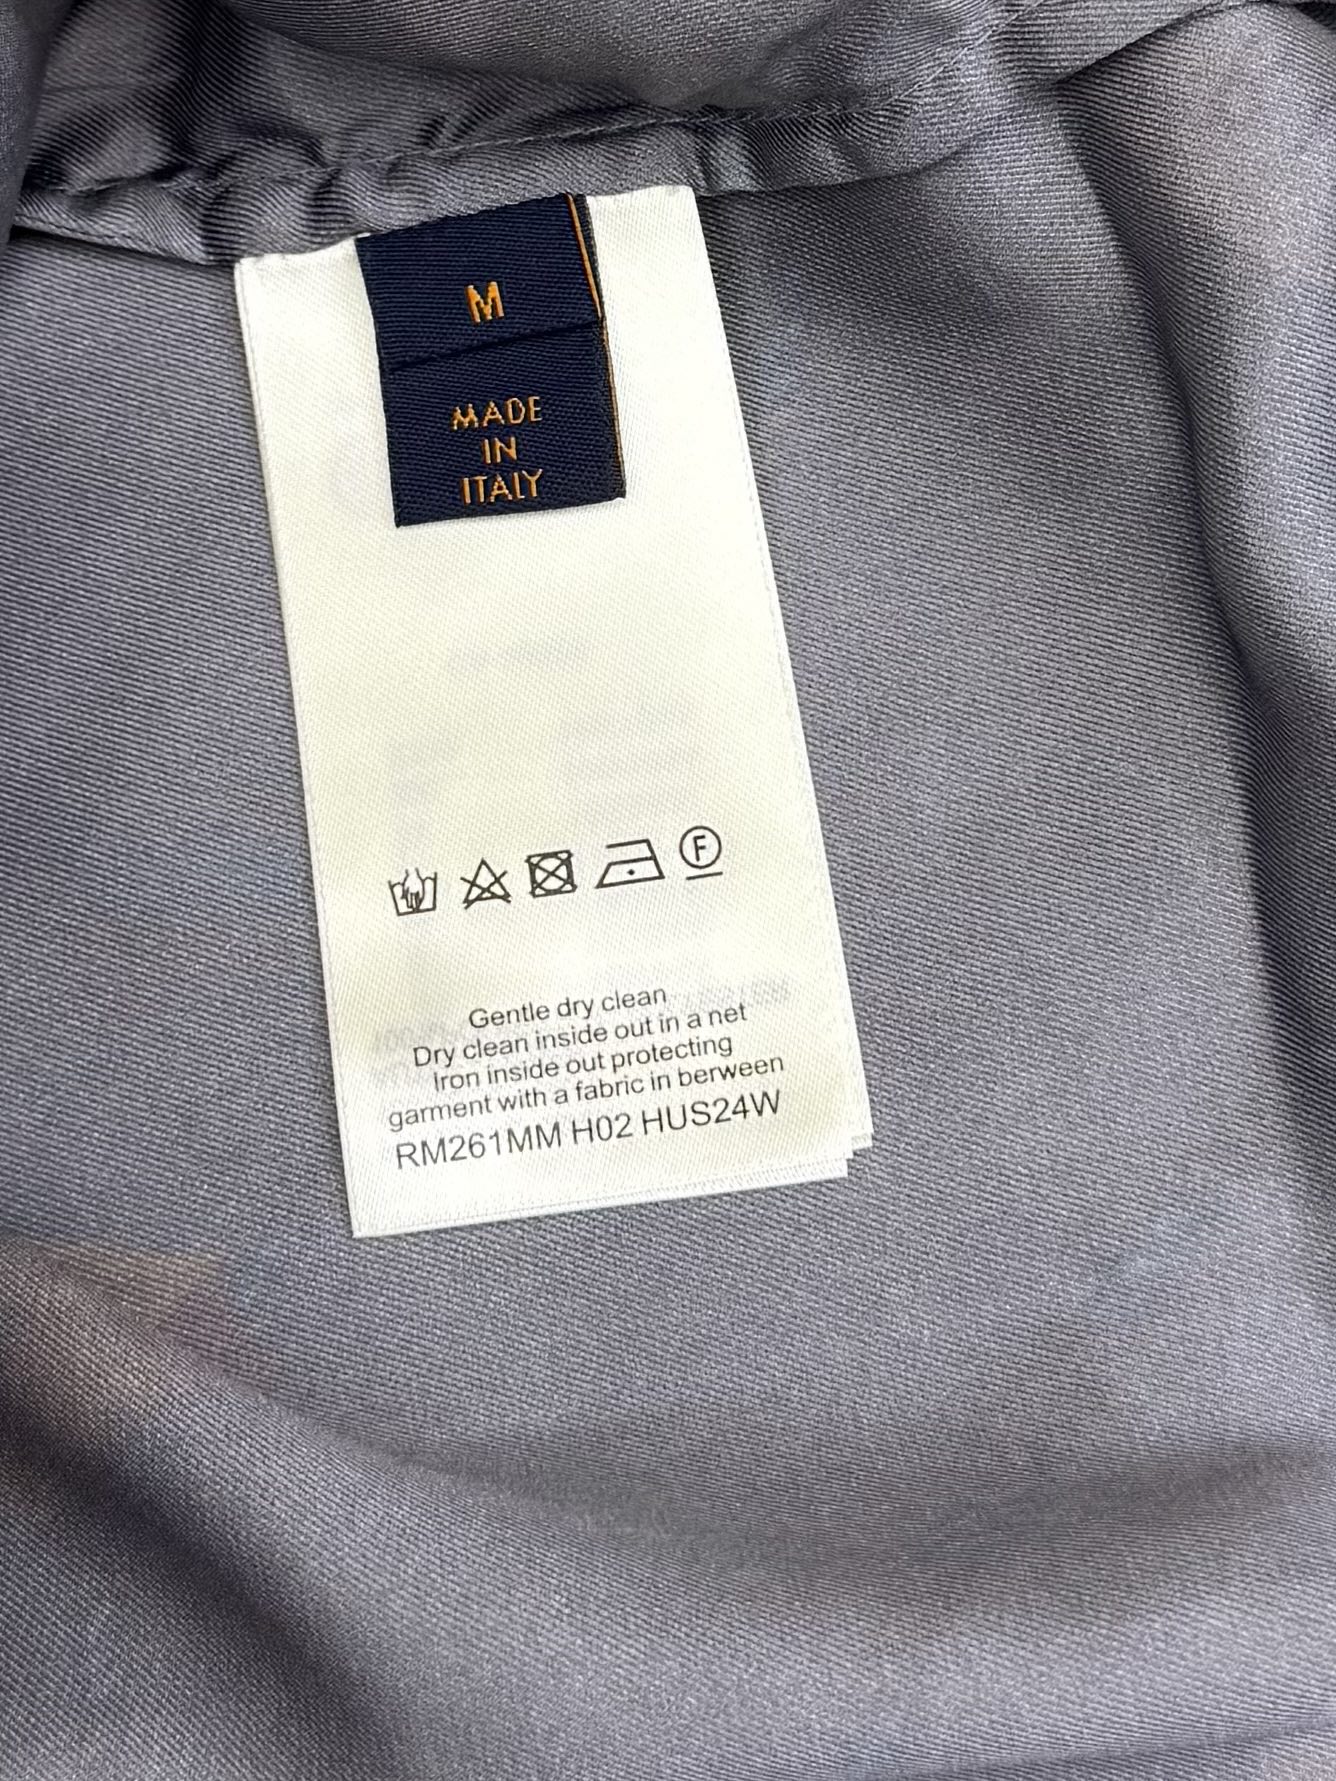 M
MADE
IN
ITALY
F
Gentle dry clean
Dry clean inside out in a net
Iron inside out protecting
garment with a fabric in berween
RM261MM H02 HUS24W